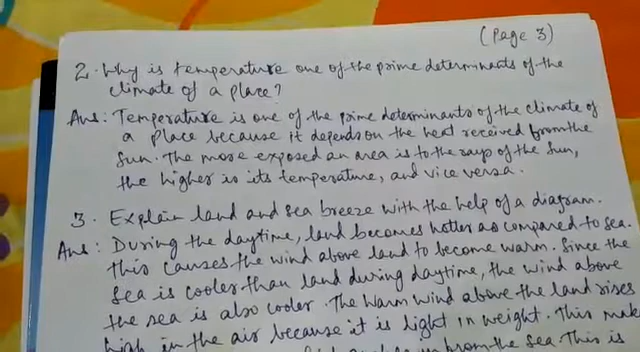 (Page 3)
2. Why is temperature one of the prime determinants of the
climate of a place?
Ans: Temperature is one of the prime determinants of the climate of
a place because it depends on the heat received from the
Sun. The more exposed an area is to the rays of the Sun,
the higher is its temperature, and vice versa.
3. Explain land and sea breeze with the help of a diagram.
Ans: During the daytime, land becomes hotter as compared to sea.
This causes the wind above land to become warm. Since the
sea is cooler than land during daytime, the wind above
the sea is also cooler. The warm wind above the land rises
high in the air because it is light in weight. This mak
from the sea. This is